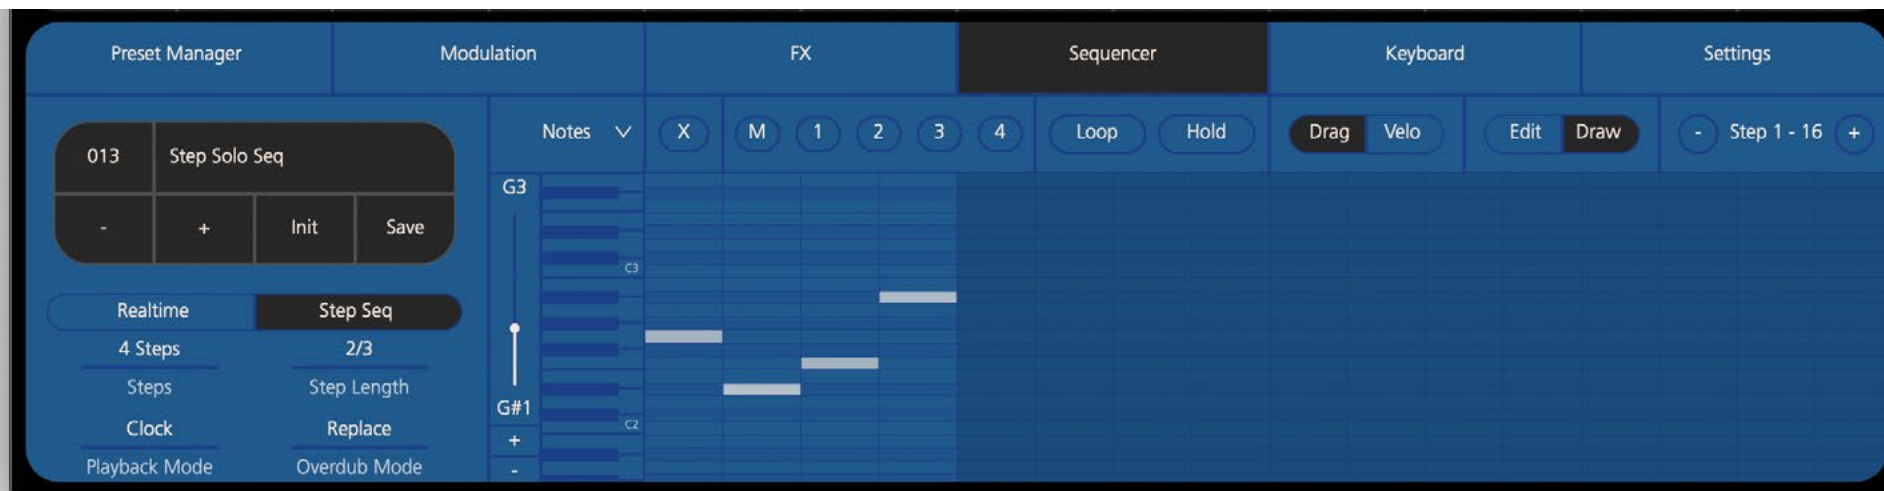 Preset Manager
Modulation
FX
Sequencer
Keyboard
Settings
013
Step Solo Seq
-
+
Init
Save
Realtime
Step Seq
4 Steps
2/3
Steps
Step Length
Clock
Replace
Playback Mode
Overdub Mode
Notes
X
M
1
2
3
4
Loop
Hold
Drag
Velo
Edit
Draw
-
Step 1 - 16
+
G3
C3
G#1
C2
+
-